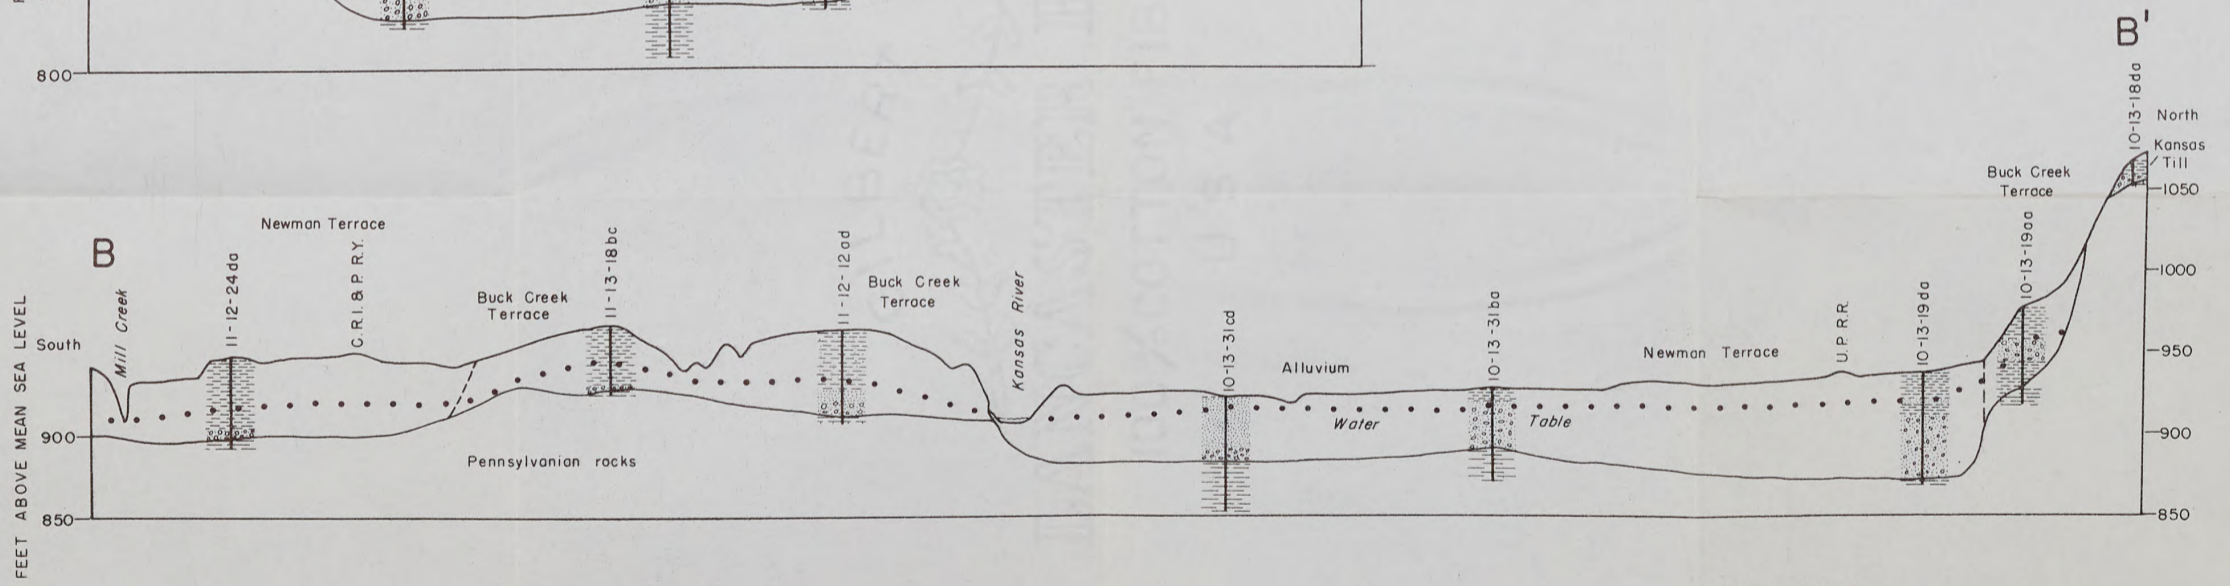 800
B'
10-13-18da
North
Kansas
Till
1050
Buck Creek
Terrace
Newman Terrace
B
South
Mill Creek
11-12-24da
C.R.I.& P. R.Y.
Buck Creek
Terrace
11-13-18bc
11-12-12ad
Buck Creek
Terrace
Kansas River
10-13-31cd
Alluvium
10-13-31ba
Newman Terrace
U.P. R.R.
10-13-19da
10-13-19aa
1000
950
Water Table
900
900
Pennsylvanian rocks
850
850
FEET ABOVE MEAN SEA LEVEL